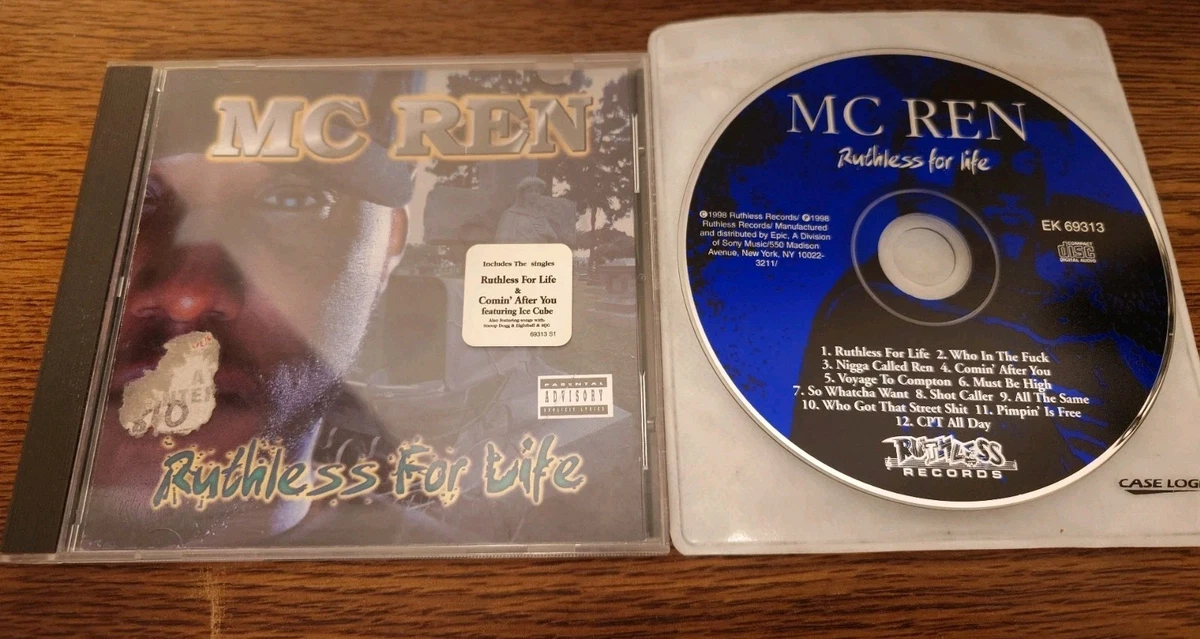 MC REN
Includes The singles
Ruthless For Life
&
Comin' After You
featuring Ice Cube
Also featuring songs with
Snoop Dogg & Eightball & MJG
69313 S1
PARENTAL
ADVISORY
EXPLICIT LYRICS
Ruthless For Life
MC REN
Ruthless for life
©1998 Ruthless Records/ ℗1998
Ruthless Records/ Manufactured
and distributed by Epic, A Division
of Sony Music/550 Madison
Avenue, New York, NY 10022-
3211/
EK 69313
COMPACT
disc
DIGITAL AUDIO
1. Ruthless For Life 2. Who In The Fuck
3. Nigga Called Ren 4. Comin' After You
5. Voyage To Compton 6. Must Be High
7. So Whatcha Want 8. Shot Caller 9. All The Same
10. Who Got That Street Shit 11. Pimpin' Is Free
12. CPT All Day
RUTHLESS
RECORDS
CASE LOG